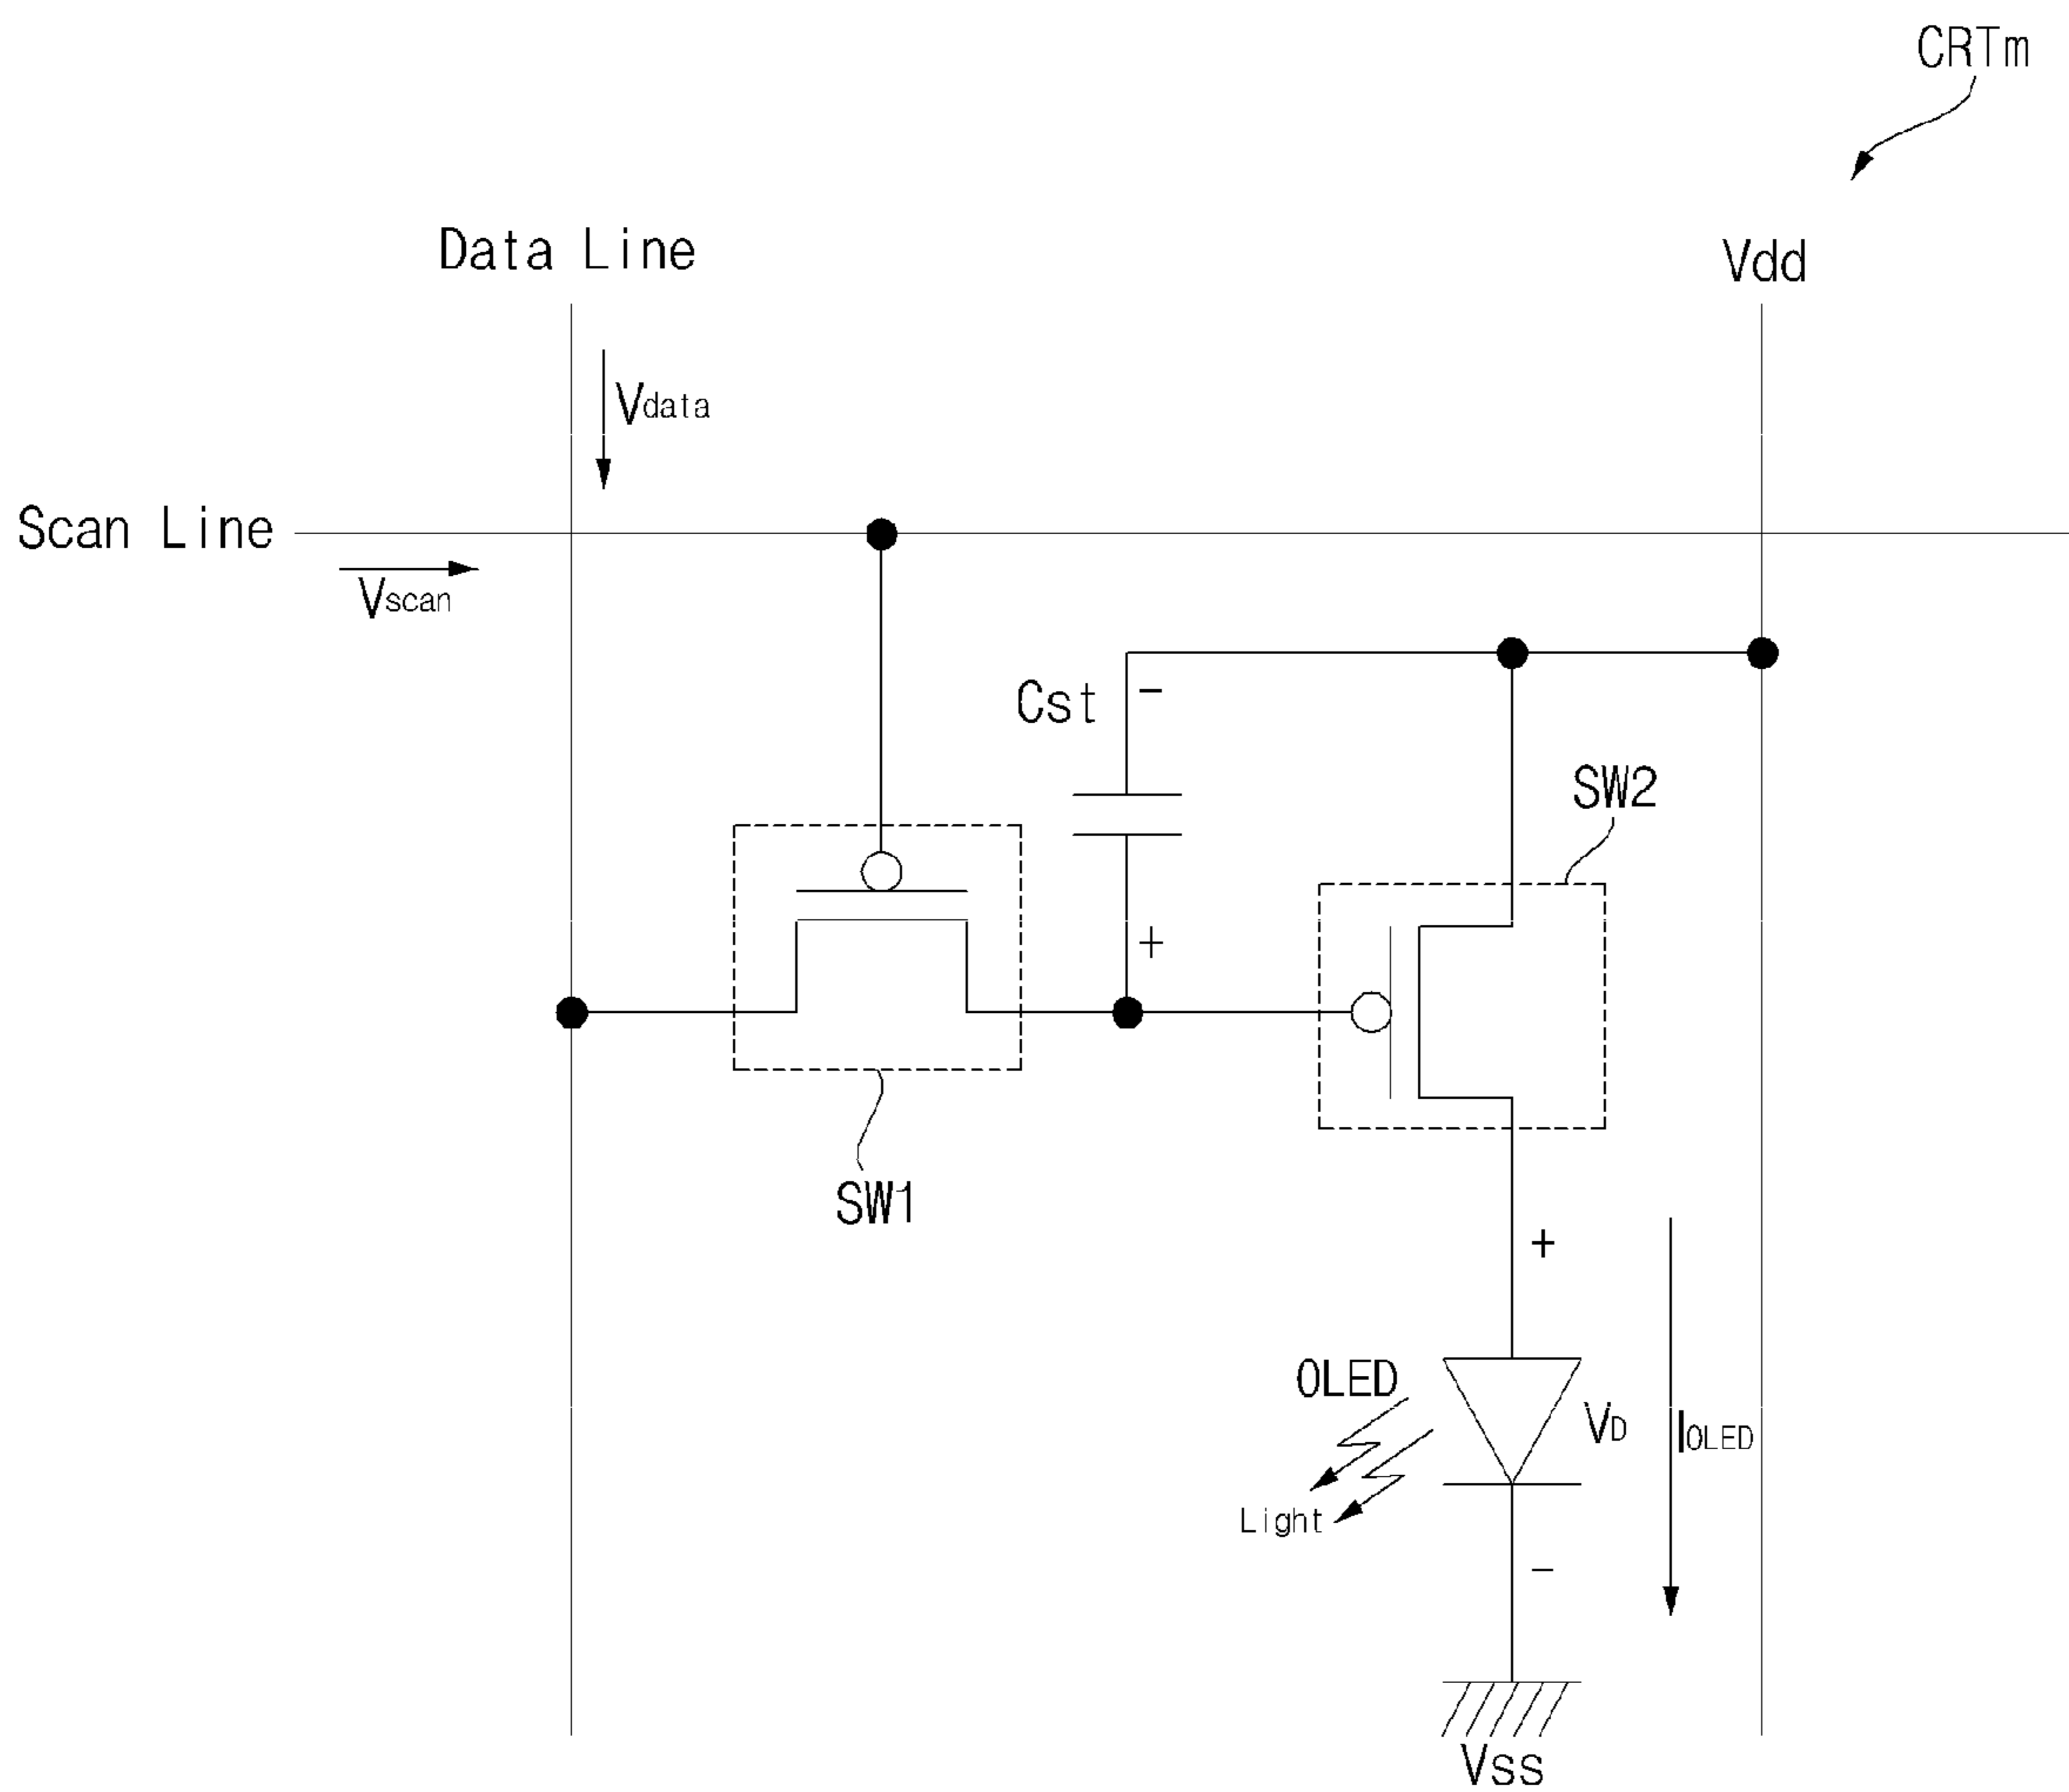 CRTm
Data Line
Vdd
Vdata
Scan Line
Vscan
Cst
−
SW2
+
SW1
+
OLED
VD
IOLED
Light
−
VSS